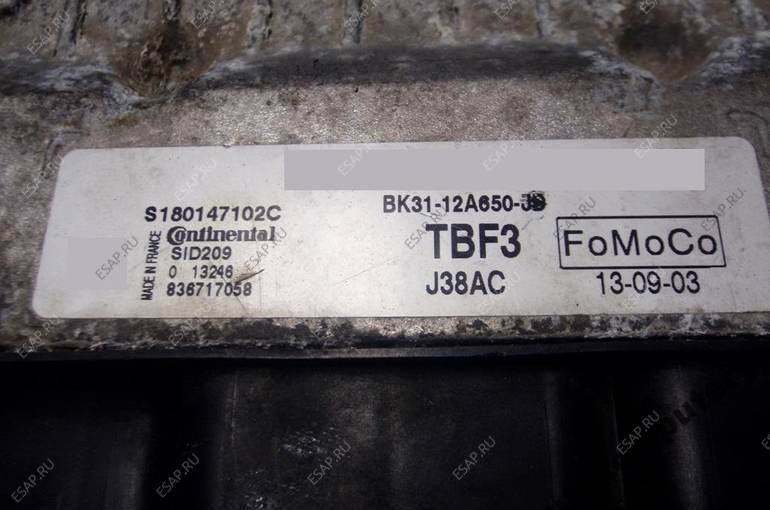 S180147102C
MADE IN FRANCE
Continental
SID209
0 13246
836717058
BK31-12A650-
TBF3
FoMoCo
J38AC
13-09-03
ESAP.RU